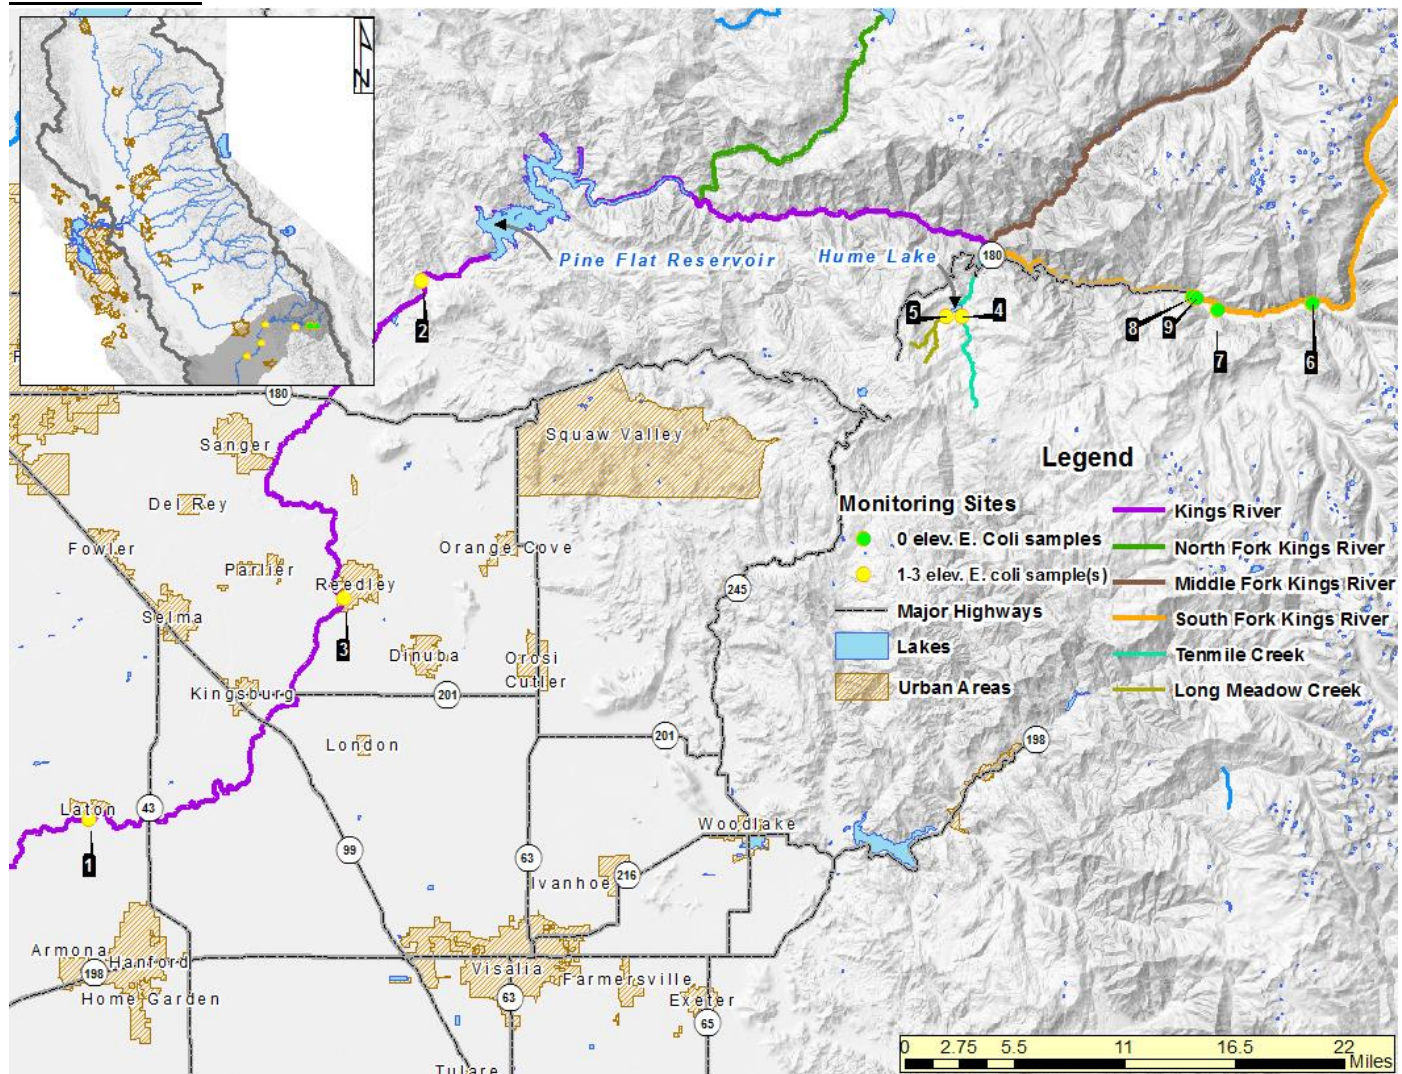 N
Pine Flat Reservoir
Hume Lake
180
2
5
4
8
9
7
6
180
Sanger
Squaw Valley
Del Rey
Fowler
Orange Cove
Parlier
Reedley
Selma
3
245
Dinuba
Orosi
Cutler
Kingsburg
201
London
201
198
Laton
43
1
99
63
Woodlake
Ivanhoe
216
Armona
Hanford
198
Home Garden
Visalia
63
Farmersville
Exeter
65
Tulare
Legend
Monitoring Sites
0 elev. E. Coli samples
1-3 elev. E. coli sample(s)
Major Highways
Lakes
Urban Areas
Kings River
North Fork Kings River
Middle Fork Kings River
South Fork Kings River
Tenmile Creek
Long Meadow Creek
0 2.75 5.5 11 16.5 22
Miles